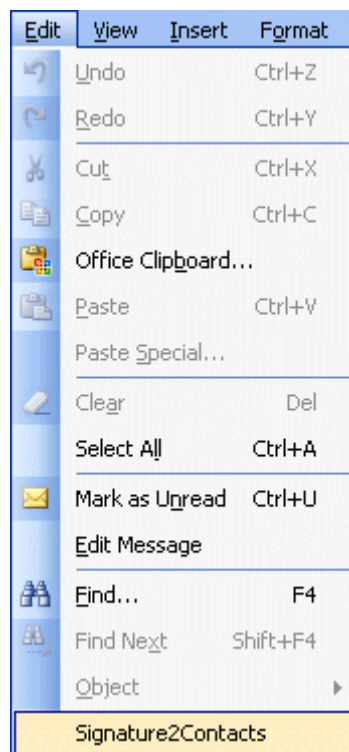 Edit View Insert Format
Undo Ctrl+Z
Redo Ctrl+Y
Cut Ctrl+X
Copy Ctrl+C
Office Clipboard...
Paste Ctrl+V
Paste Special...
Clear Del
Select All Ctrl+A
Mark as Unread Ctrl+U
Edit Message
Find... F4
Find Next Shift+F4
Object
Signature2Contacts